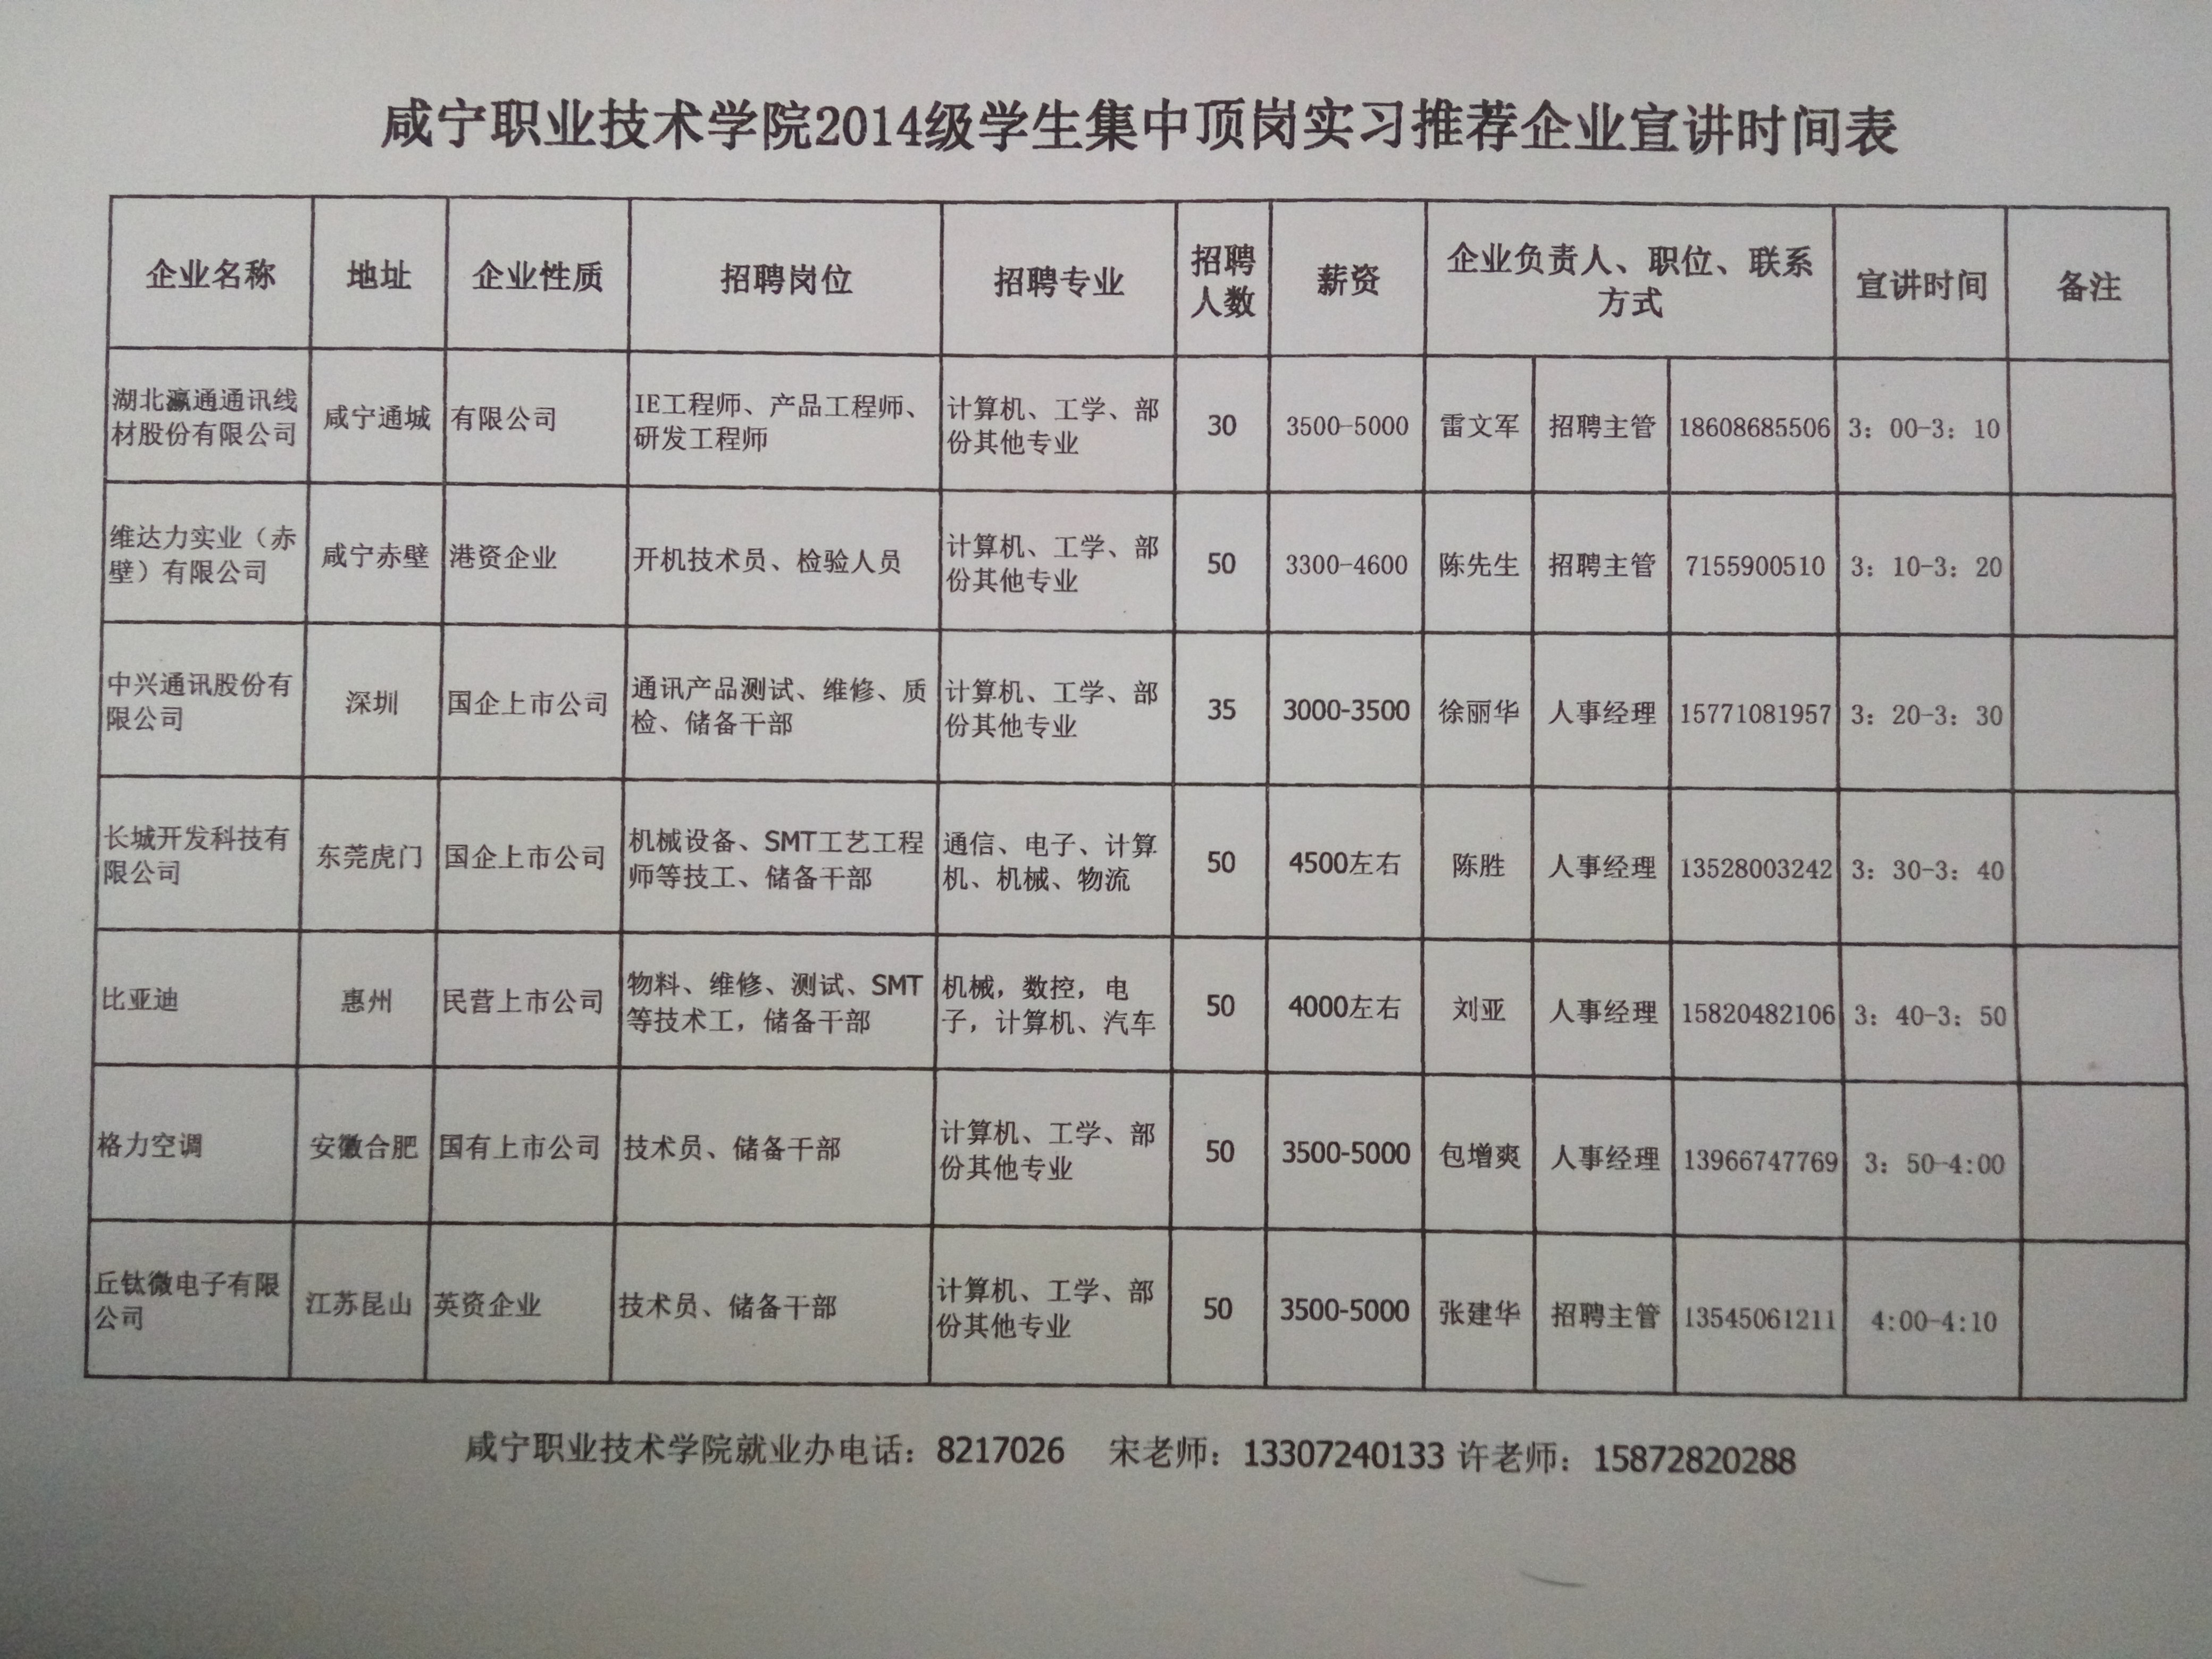 咸宁职业技术学院2014级学生集中顶岗实习推荐企业宣讲时间表
企业名称 地址 企业性质 招聘岗位 招聘专业 招聘人数 薪资 企业负责人、职位、联系方式 宣讲时间 备注
湖北瀛通通讯线材股份有限公司 咸宁通城 有限公司 IE工程师、产品工程师、研发工程师 计算机、工学、部份其他专业 30 3500-5000 雷文军 招聘主管 18608685506 3：00-3：10
维达力实业（赤壁）有限公司 咸宁赤壁 港资企业 开机技术员、检验人员 计算机、工学、部份其他专业 50 3300-4600 陈先生 招聘主管 7155900510 3：10-3：20
中兴通讯股份有限公司 深圳 国企上市公司 通讯产品测试、维修、质检、储备干部 计算机、工学、部份其他专业 35 3000-3500 徐丽华 人事经理 15771081957 3：20-3：30
长城开发科技有限公司 东莞虎门 国企上市公司 机械设备、SMT工艺工程师等技工、储备干部 通信、电子、计算机、机械、物流 50 4500左右 陈胜 人事经理 13528003242 3：30-3：40
比亚迪 惠州 民营上市公司 物料、维修、测试、SMT等技术工，储备干部 机械，数控，电子，计算机、汽车 50 4000左右 刘亚 人事经理 15820482106 3：40-3：50
格力空调 安徽合肥 国有上市公司 技术员、储备干部 计算机、工学、部份其他专业 50 3500-5000 包增爽 人事经理 13966747769 3：50-4:00
丘钛微电子有限公司 江苏昆山 英资企业 技术员、储备干部 计算机、工学、部份其他专业 50 3500-5000 张建华 招聘主管 13545061211 4:00-4:10
咸宁职业技术学院就业办电话：8217026 宋老师：13307240133 许老师：15872820288